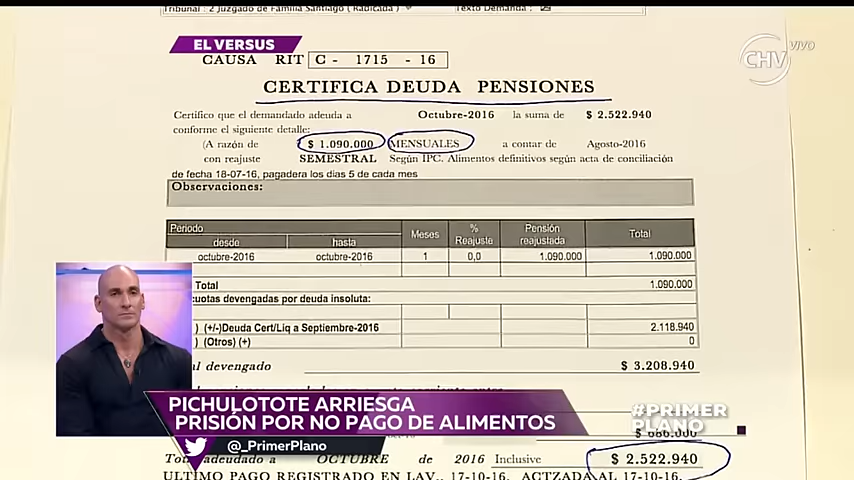 Tribunal : 2 Juzgado de Familia Santiago ( Radicada )
Texto Demanda :
EL VERSUS
CHV VIVO
CAUSA RIT C - 1715 - 16
CERTIFICA DEUDA PENSIONES
Certifico que el demandado adeuda a Octubre-2016 la suma de $ 2.522.940
conforme el siguiente detalle:
(A razón de $ 1.090.000 MENSUALES a contar de Agosto-2016
con reajuste SEMESTRAL Según IPC. Alimentos definitivos según acta de conciliación
de fecha 18-07-16, pagadera los días 5 de cada mes
Observaciones:
Período Meses % Reajuste Pensión reajustada Total
desde hasta
octubre-2016 octubre-2016 1 0,0 1.090.000 1.090.000
Total 1.090.000
cuotas devengadas por deuda insoluta:
) (+/-)Deuda Cert/Liq a Septiembre-2016 2.118.940
) (Otros) (+) 0
al devengado $ 3.208.940
PICHULOTOTE ARRIESGA
PRISIÓN POR NO PAGO DE ALIMENTOS
#PRIMER
PLANO
$ 686.000
@_PrimerPlano
adeudado a OCTUBRE de 2016 Inclusive $ 2.522.940
ULTIMO PAGO REGISTRADO EN LAV., 17-10-16, ACTZADA AL 17-10-16.